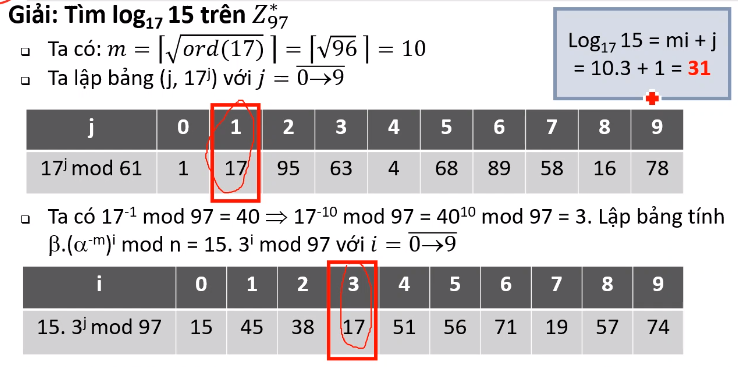 Giải: Tìm log₁₇ 15 trên Z*₉₇
❑ Ta có: m = ⌈√ord(17)⌉ = ⌈√96⌉ = 10
❑ Ta lập bảng (j, 17ʲ) với j = 0→9
Log₁₇ 15 = mi + j
= 10.3 + 1 = 31
j 0 1 2 3 4 5 6 7 8 9
17ʲ mod 61 1 17 95 63 4 68 89 58 16 78
❑ Ta có 17⁻¹ mod 97 = 40 ⟹ 17⁻¹⁰ mod 97 = 40¹⁰ mod 97 = 3. Lập bảng tính
β.(α⁻ᵐ)ⁱ mod n = 15. 3ⁱ mod 97 với i = 0→9
i 0 1 2 3 4 5 6 7 8 9
15. 3ʲ mod 97 15 45 38 17 51 56 71 19 57 74